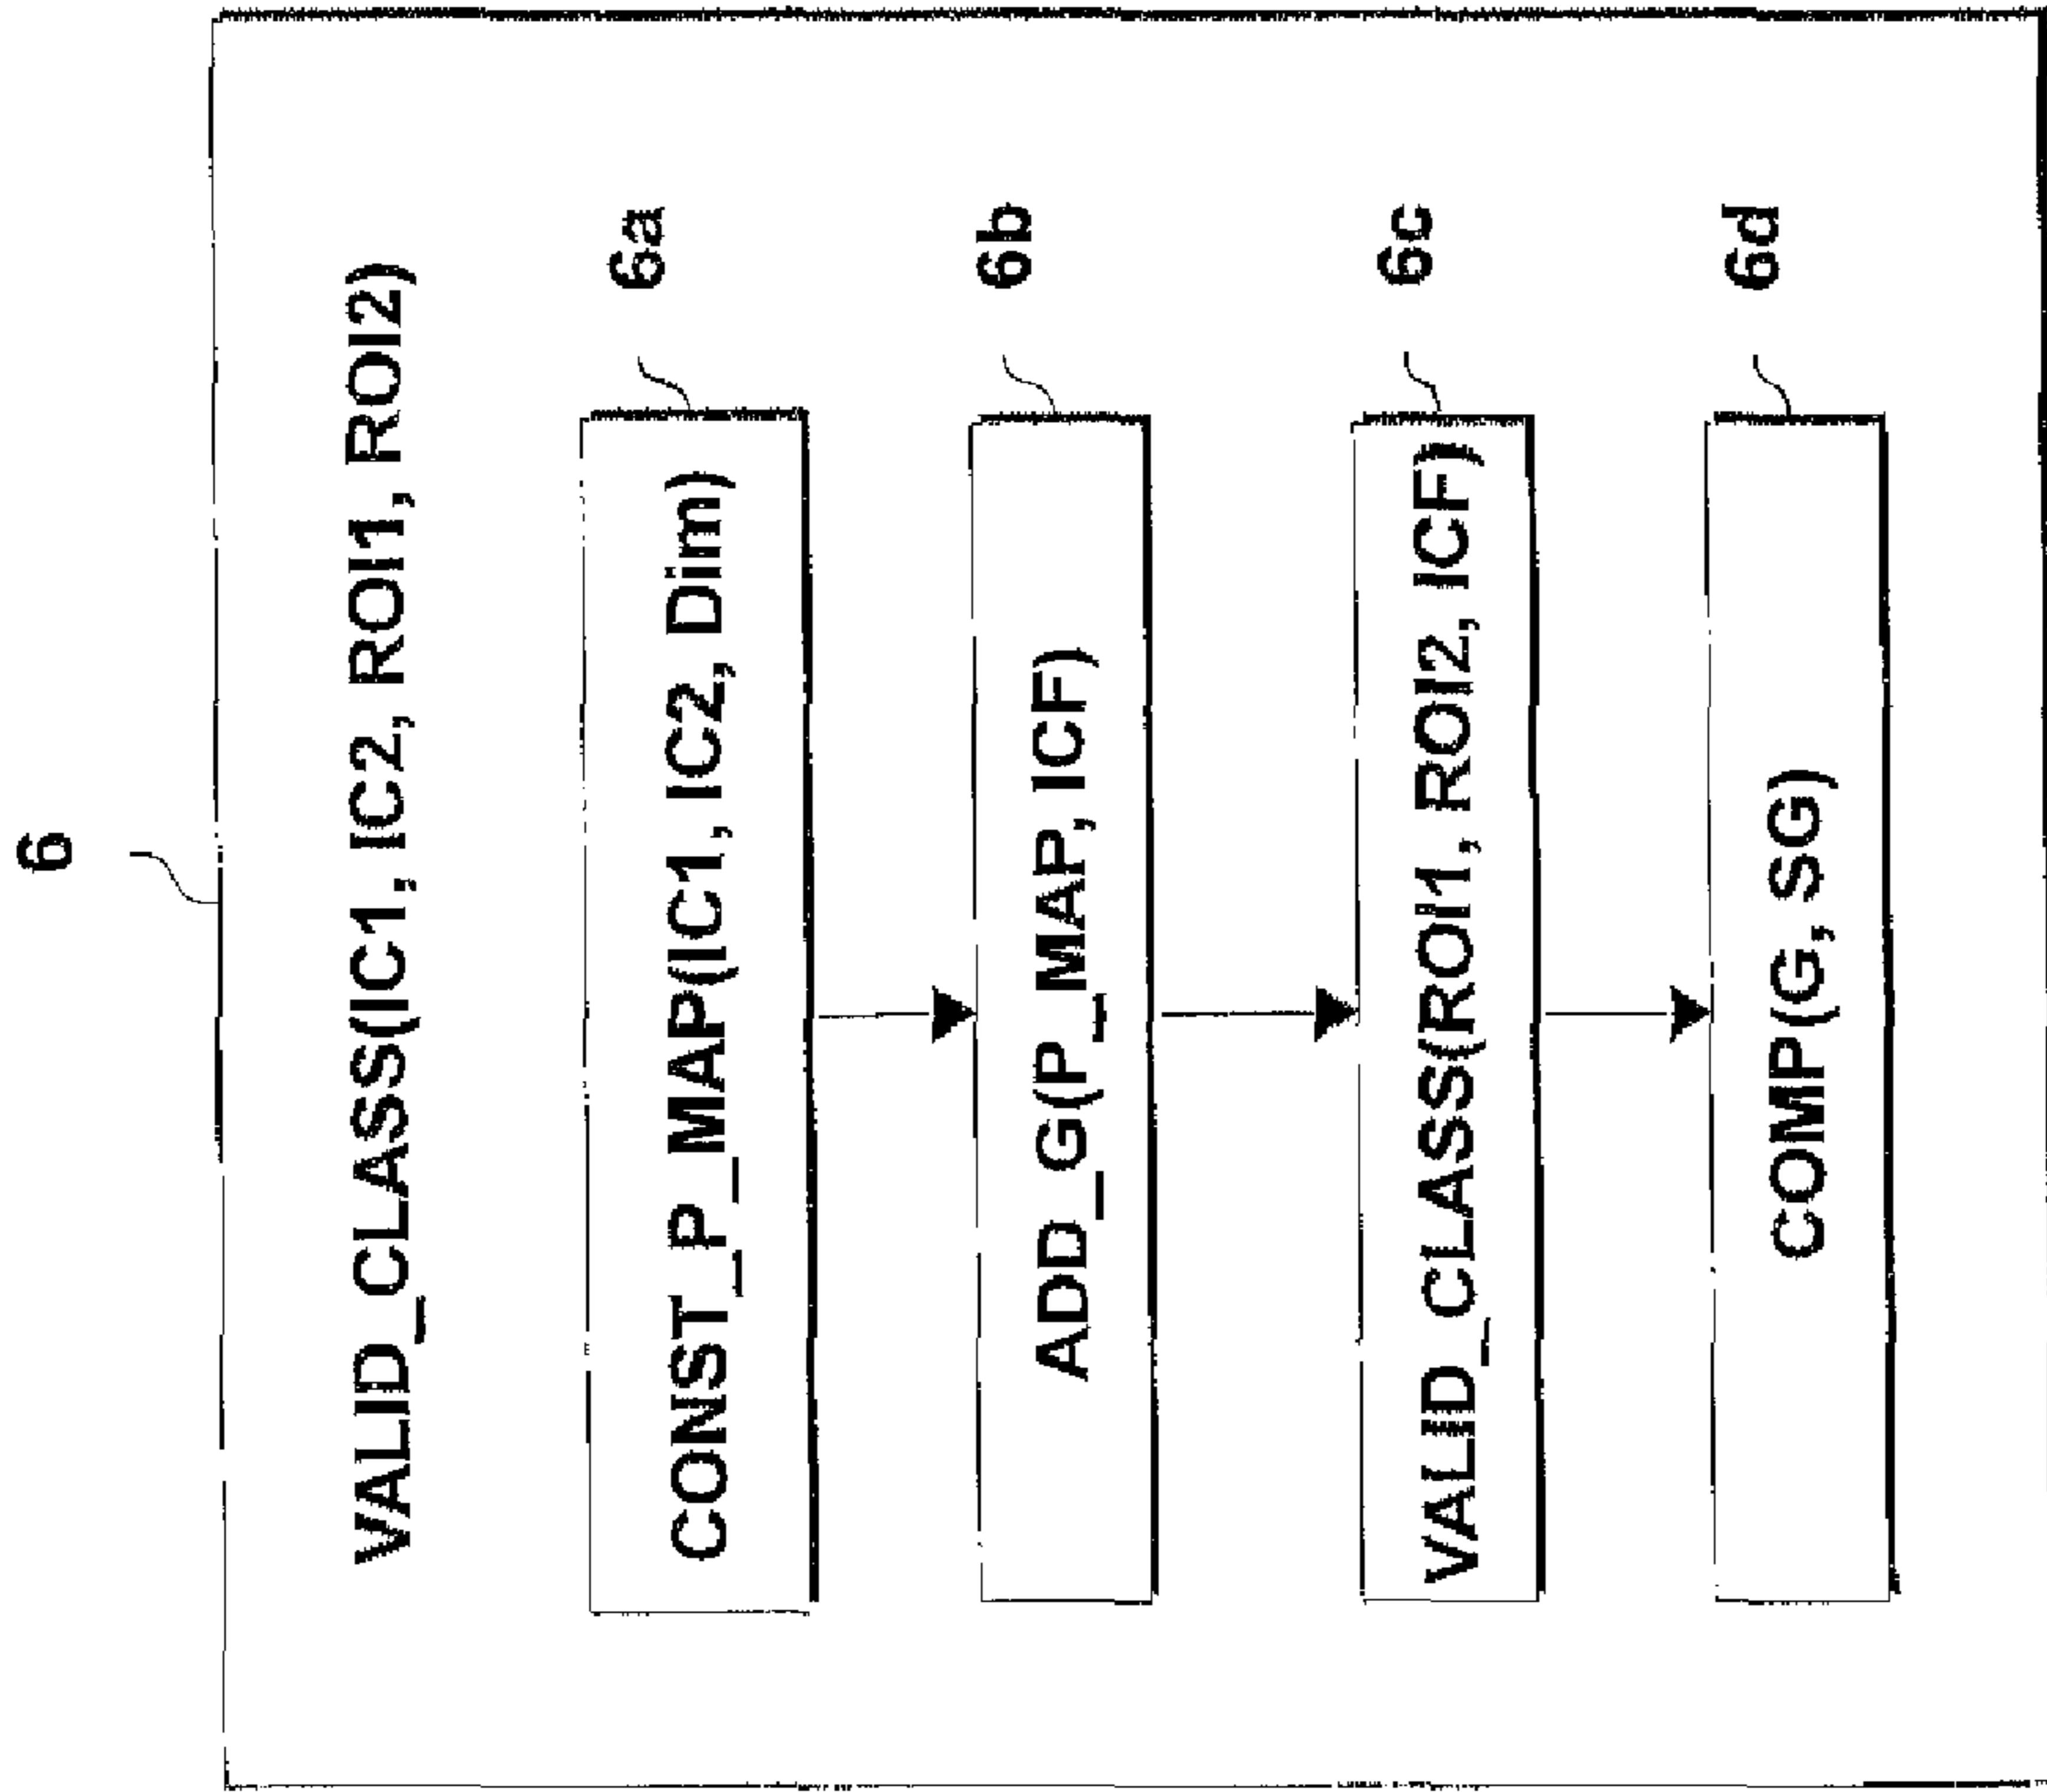 6
VALID_CLASS(IC1, IC2, ROI1, ROI2)
6a
CONST_P_MAP(IC1, IC2, Dim)
6b
ADD_G(P_MAP, ICF)
6c
VALID_CLASS(ROI1, ROI2, ICF)
6d
COMP(G, SG)